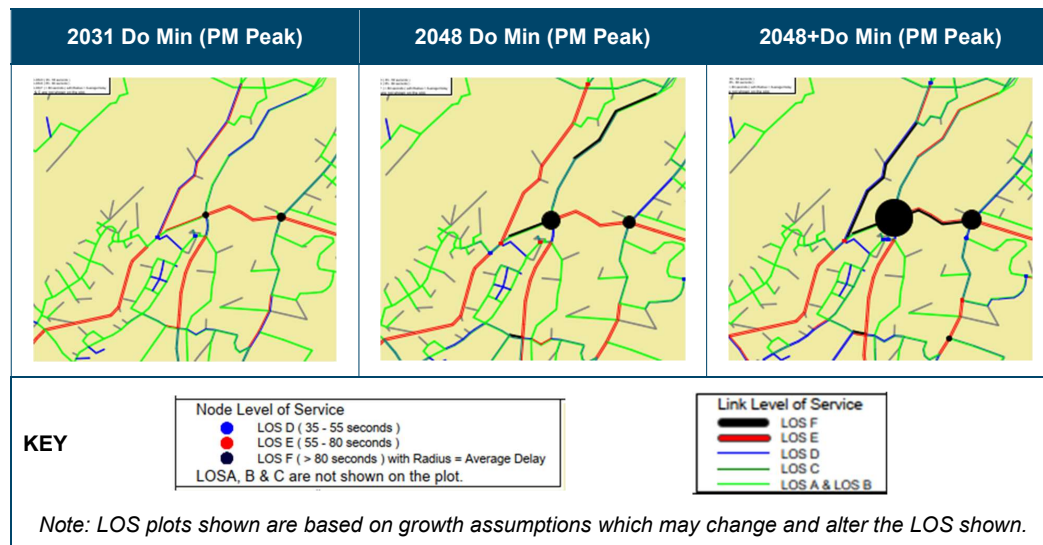 2031 Do Min (PM Peak)
2048 Do Min (PM Peak)
2048+Do Min (PM Peak)
KEY
Node Level of Service
LOS D ( 35 - 55 seconds )
LOS E ( 55 - 80 seconds )
LOS F ( > 80 seconds ) with Radius = Average Delay
LOSA, B & C are not shown on the plot.
Link Level of Service
LOS F
LOS E
LOS D
LOS C
LOS A & LOS B
Note: LOS plots shown are based on growth assumptions which may change and alter the LOS shown.